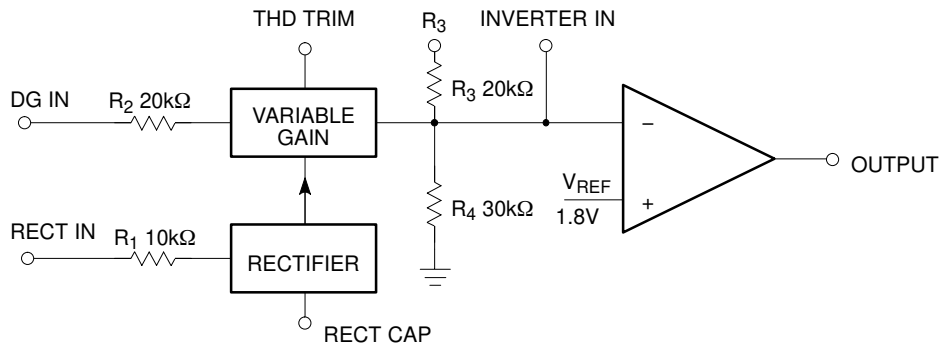 THD TRIM
R3
INVERTER IN
DG IN
R2 20kΩ
VARIABLE
GAIN
R3 20kΩ
−
+
VREF
1.8V
OUTPUT
R4 30kΩ
RECT IN
R1 10kΩ
RECTIFIER
RECT CAP